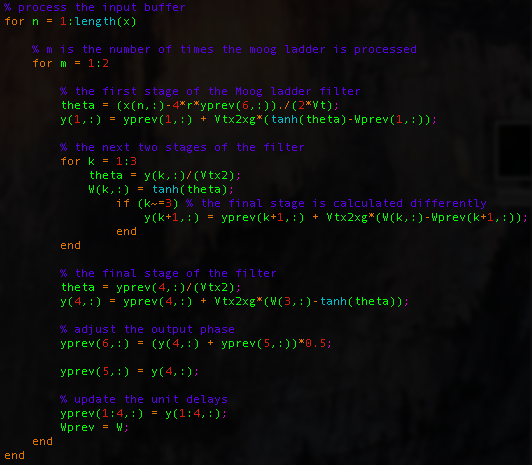 % process the input buffer
for n = 1:length(x)
% m is the number of times the moog ladder is processed
for m = 1:2
% the first stage of the Moog ladder filter
theta = (x(n,:)-4*r*yprev(6,:))./(2*Vt);
y(1,:) = yprev(1,:) + Vtx2xg*(tanh(theta)-Wprev(1,:));
% the next two stages of the filter
for k = 1:3
theta = y(k,:)/(Vtx2);
W(k,:) = tanh(theta);
if (k~=3) % the final stage is calculated differently
y(k+1,:) = yprev(k+1,:) + Vtx2xg*(W(k,:)-Wprev(k+1,:));
end
end
% the final stage of the filter
theta = yprev(4,:)/(Vtx2);
y(4,:) = yprev(4,:) + Vtx2xg*(W(3,:)-tanh(theta));
% adjust the output phase
yprev(6,:) = (y(4,:) + yprev(5,:))*0.5;
yprev(5,:) = y(4,:);
% update the unit delays
yprev(1:4,:) = y(1:4,:);
Wprev = W;
end
end